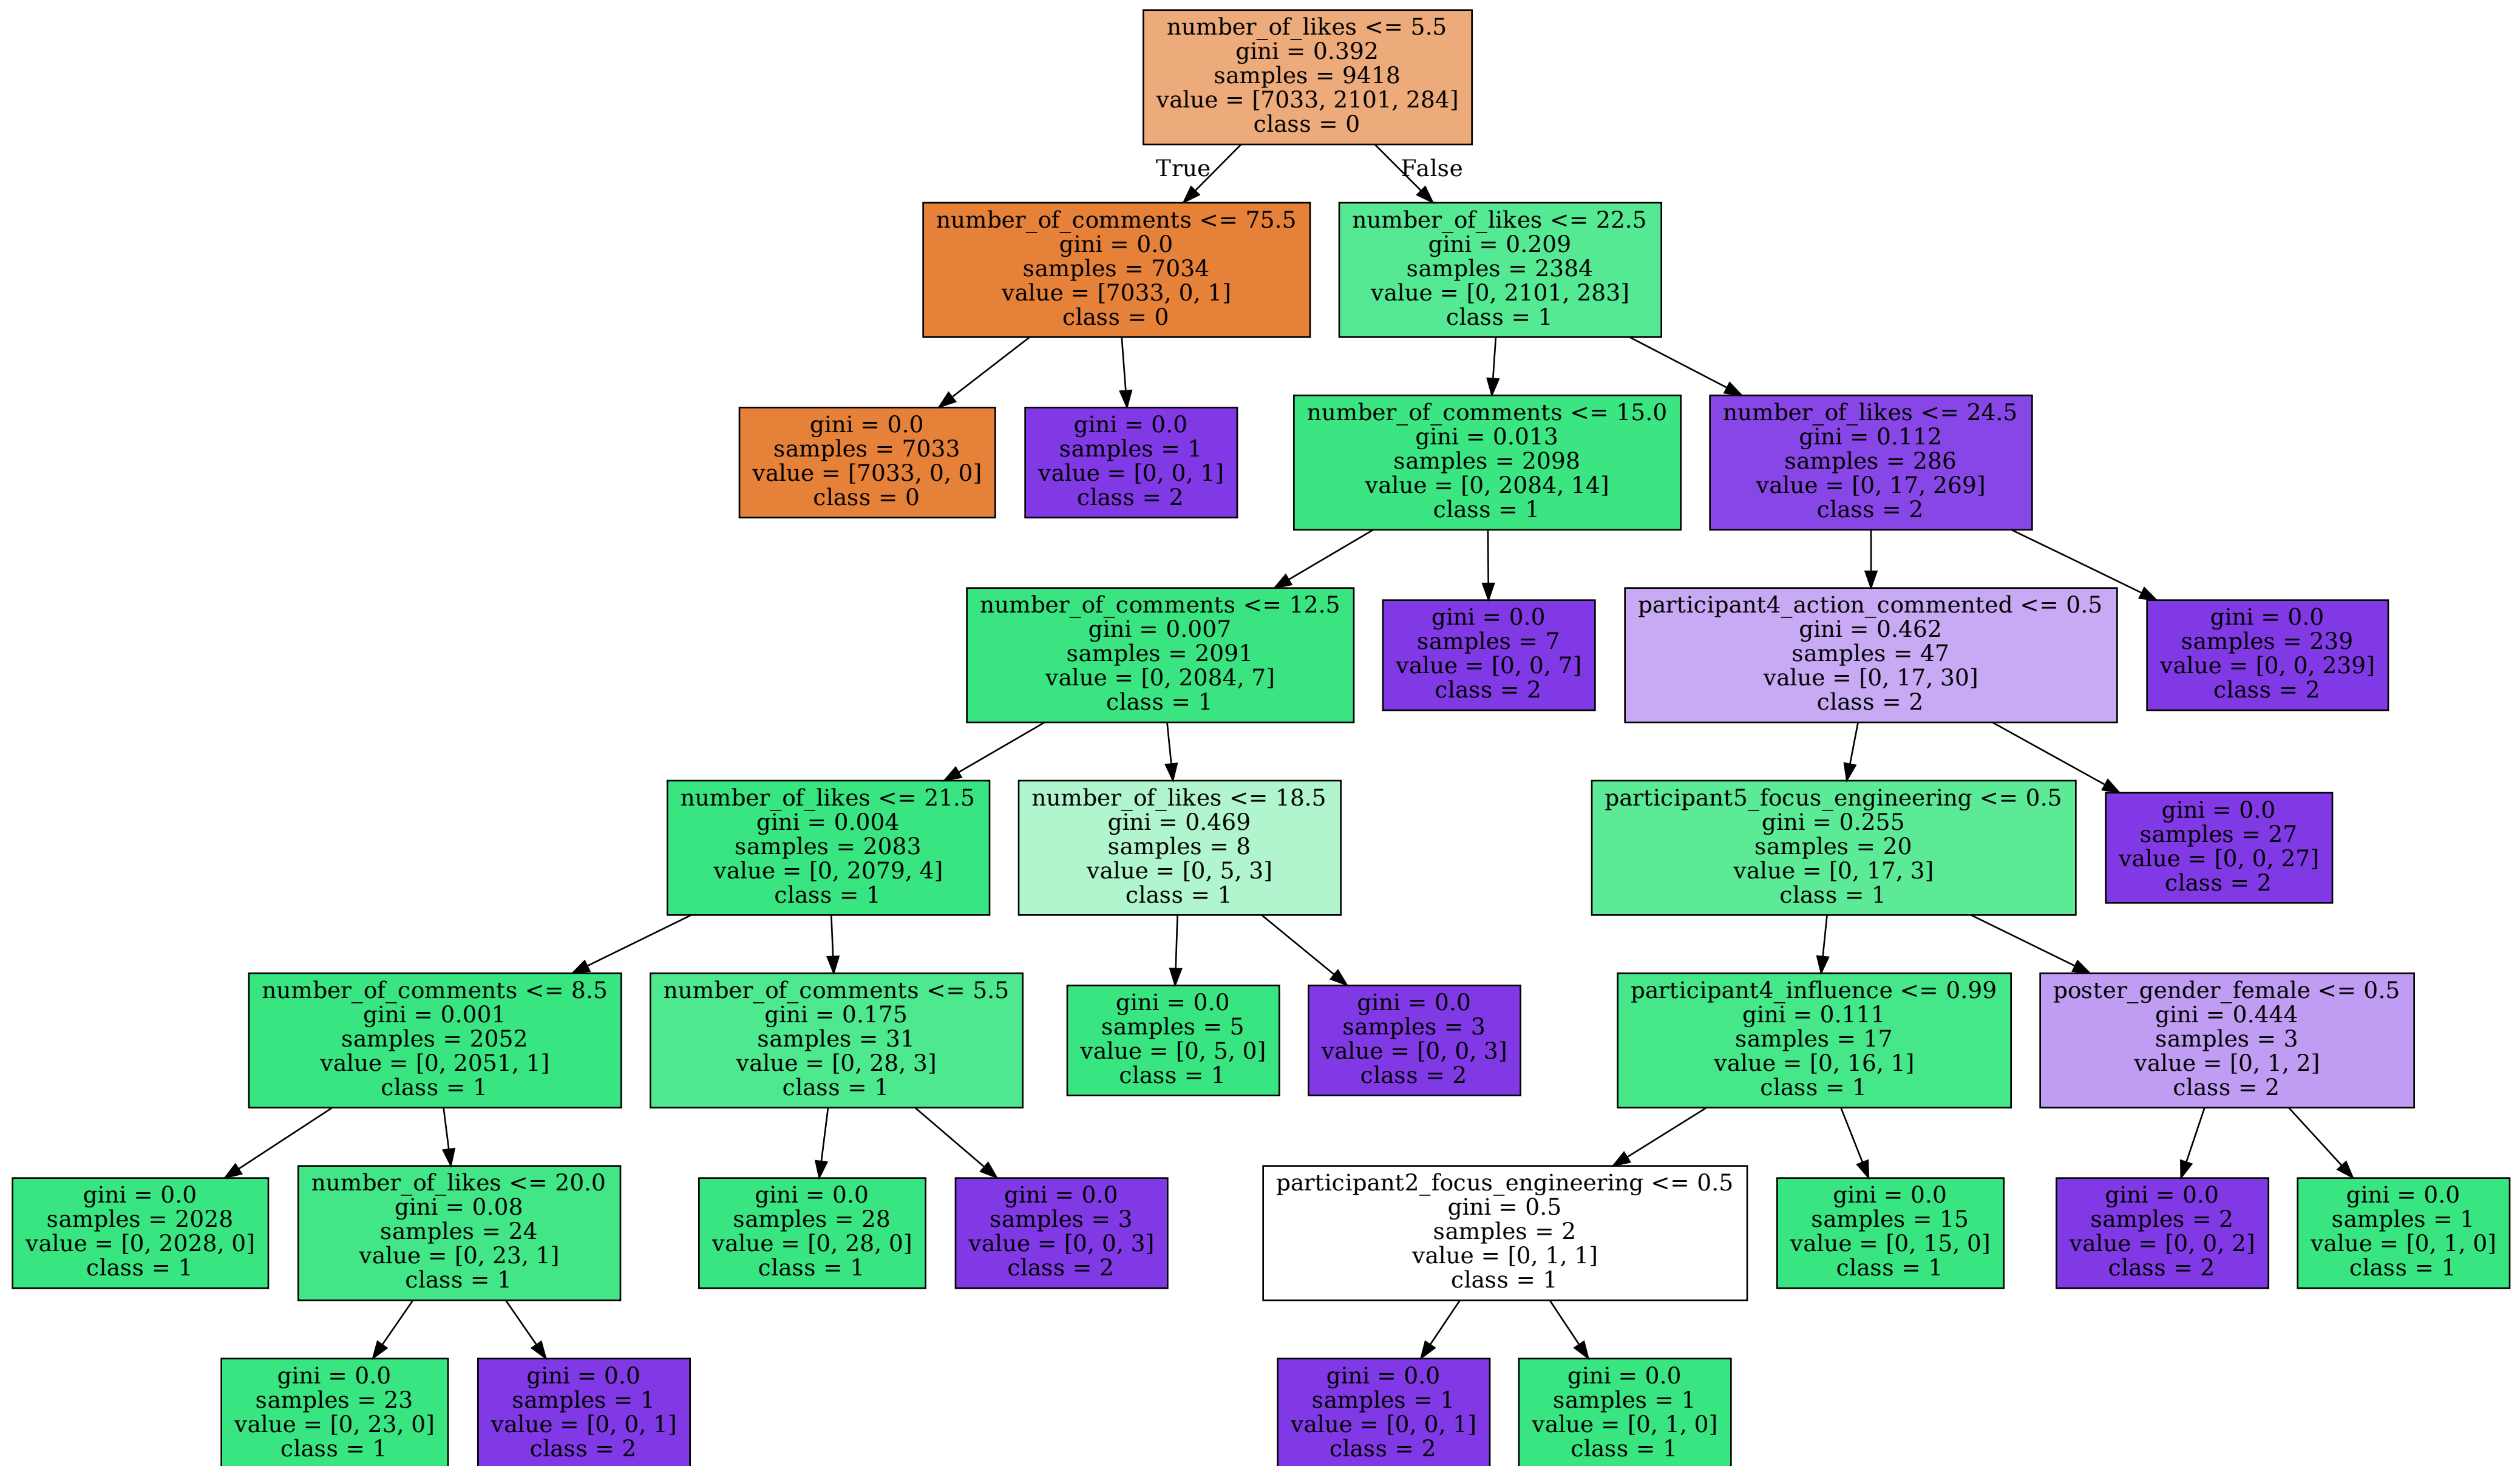 number_of_likes <= 5.5
gini = 0.392
samples = 9418
value = [7033, 2101, 284]
class = 0
True
False
number_of_comments <= 75.5
gini = 0.0
samples = 7034
value = [7033, 0, 1]
class = 0
number_of_likes <= 22.5
gini = 0.209
samples = 2384
value = [0, 2101, 283]
class = 1
gini = 0.0
samples = 7033
value = [7033, 0, 0]
class = 0
gini = 0.0
samples = 1
value = [0, 0, 1]
class = 2
number_of_comments <= 15.0
gini = 0.013
samples = 2098
value = [0, 2084, 14]
class = 1
number_of_likes <= 24.5
gini = 0.112
samples = 286
value = [0, 17, 269]
class = 2
number_of_comments <= 12.5
gini = 0.007
samples = 2091
value = [0, 2084, 7]
class = 1
gini = 0.0
samples = 7
value = [0, 0, 7]
class = 2
participant4_action_commented <= 0.5
gini = 0.462
samples = 47
value = [0, 17, 30]
class = 2
gini = 0.0
samples = 239
value = [0, 0, 239]
class = 2
number_of_likes <= 21.5
gini = 0.004
samples = 2083
value = [0, 2079, 4]
class = 1
number_of_likes <= 18.5
gini = 0.469
samples = 8
value = [0, 5, 3]
class = 1
participant5_focus_engineering <= 0.5
gini = 0.255
samples = 20
value = [0, 17, 3]
class = 1
gini = 0.0
samples = 27
value = [0, 0, 27]
class = 2
number_of_comments <= 8.5
gini = 0.001
samples = 2052
value = [0, 2051, 1]
class = 1
number_of_comments <= 5.5
gini = 0.175
samples = 31
value = [0, 28, 3]
class = 1
gini = 0.0
samples = 5
value = [0, 5, 0]
class = 1
gini = 0.0
samples = 3
value = [0, 0, 3]
class = 2
participant4_influence <= 0.99
gini = 0.111
samples = 17
value = [0, 16, 1]
class = 1
poster_gender_female <= 0.5
gini = 0.444
samples = 3
value = [0, 1, 2]
class = 2
gini = 0.0
samples = 2028
value = [0, 2028, 0]
class = 1
number_of_likes <= 20.0
gini = 0.08
samples = 24
value = [0, 23, 1]
class = 1
gini = 0.0
samples = 28
value = [0, 28, 0]
class = 1
gini = 0.0
samples = 3
value = [0, 0, 3]
class = 2
participant2_focus_engineering <= 0.5
gini = 0.5
samples = 2
value = [0, 1, 1]
class = 1
gini = 0.0
samples = 15
value = [0, 15, 0]
class = 1
gini = 0.0
samples = 2
value = [0, 0, 2]
class = 2
gini = 0.0
samples = 1
value = [0, 1, 0]
class = 1
gini = 0.0
samples = 23
value = [0, 23, 0]
class = 1
gini = 0.0
samples = 1
value = [0, 0, 1]
class = 2
gini = 0.0
samples = 1
value = [0, 0, 1]
class = 2
gini = 0.0
samples = 1
value = [0, 1, 0]
class = 1